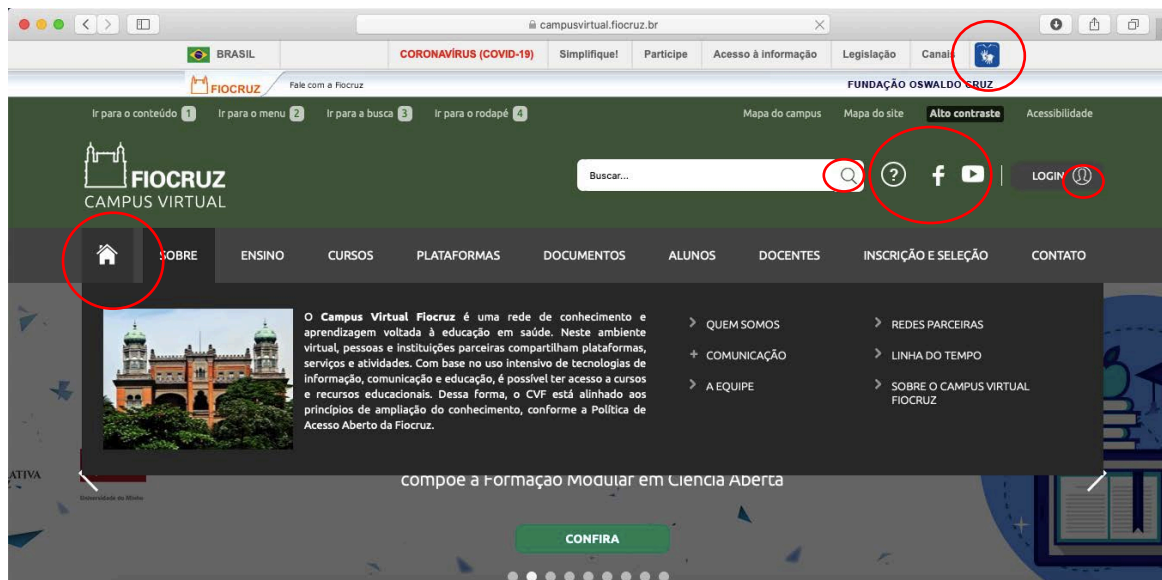 campusvirtual.fiocruz.br
BRASIL CORONAVÍRUS (COVID-19) Simplifique! Participe Acesso à informação Legislação Canais
FIOCRUZ Fale com a Fiocruz FUNDAÇÃO OSWALDO CRUZ
Ir para o conteúdo 1 Ir para o menu 2 Ir para a busca 3 Ir para o rodapé 4 Mapa do campus Mapa do site Alto contraste Acessibilidade
FIOCRUZ
CAMPUS VIRTUAL
Buscar...
LOGIN
SOBRE ENSINO CURSOS PLATAFORMAS DOCUMENTOS ALUNOS DOCENTES INSCRIÇÃO E SELEÇÃO CONTATO
O Campus Virtual Fiocruz é uma rede de conhecimento e
aprendizagem voltada à educação em saúde. Neste ambiente
virtual, pessoas e instituições parceiras compartilham plataformas,
serviços e atividades. Com base no uso intensivo de tecnologias de
informação, comunicação e educação, é possível ter acesso a cursos
e recursos educacionais. Dessa forma, o CVF está alinhado aos
princípios de ampliação do conhecimento, conforme a Política de
Acesso Aberto da Fiocruz.
QUEM SOMOS
COMUNICAÇÃO
A EQUIPE
REDES PARCEIRAS
LINHA DO TEMPO
SOBRE O CAMPUS VIRTUAL
FIOCRUZ
ATIVA
Universidade do Minho
compõe a Formação Modular em Ciência Aberta
CONFIRA